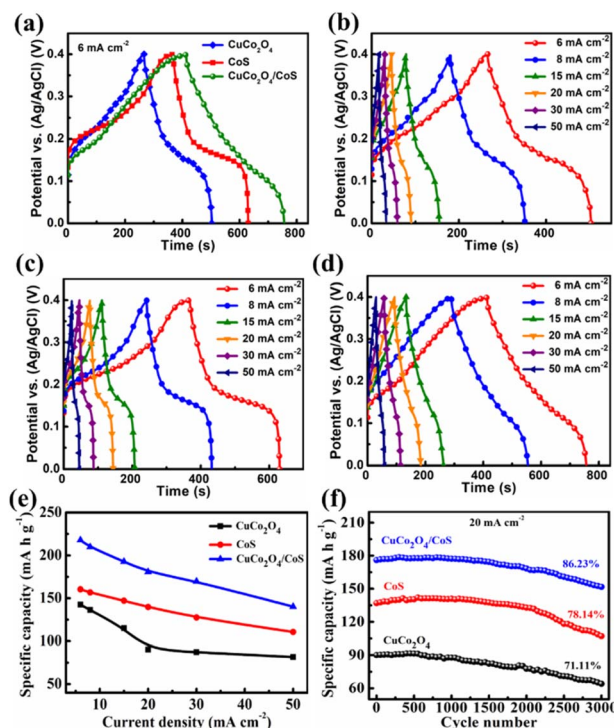 (a)
6 mA cm⁻²
CuCo₂O₄
CoS
CuCo₂O₄/CoS
Potential vs. (Ag/AgCl) (V)
0.4
0.3
0.2
0.1
0.0
0 200 400 600 800
Time (s)
(b)
6 mA cm⁻²
8 mA cm⁻²
15 mA cm⁻²
20 mA cm⁻²
30 mA cm⁻²
50 mA cm⁻²
Potential vs. (Ag/AgCl) (V)
0.4
0.3
0.2
0.1
0.0
0 200 400
Time (s)
(c)
6 mA cm⁻²
8 mA cm⁻²
15 mA cm⁻²
20 mA cm⁻²
30 mA cm⁻²
50 mA cm⁻²
Potential vs. (Ag/AgCl) (V)
0.4
0.3
0.2
0.1
0.0
0 200 400 600
Time (s)
(d)
6 mA cm⁻²
8 mA cm⁻²
15 mA cm⁻²
20 mA cm⁻²
30 mA cm⁻²
50 mA cm⁻²
Potential vs. (Ag/AgCl) (V)
0.4
0.3
0.2
0.1
0.0
0 200 400 600 800
Time (s)
(e)
CuCo₂O₄
CoS
CuCo₂O₄/CoS
Specific capacity (mA h g⁻¹)
250
200
150
100
50
0 10 20 30 40 50
Current density (mA cm⁻²)
(f)
20 mA cm⁻²
CuCo₂O₄/CoS
86.23%
CoS
78.14%
CuCo₂O₄
71.11%
Specific capacity (mA h g⁻¹)
210
180
150
120
90
60
0 500 1000 1500 2000 2500 3000
Cycle number